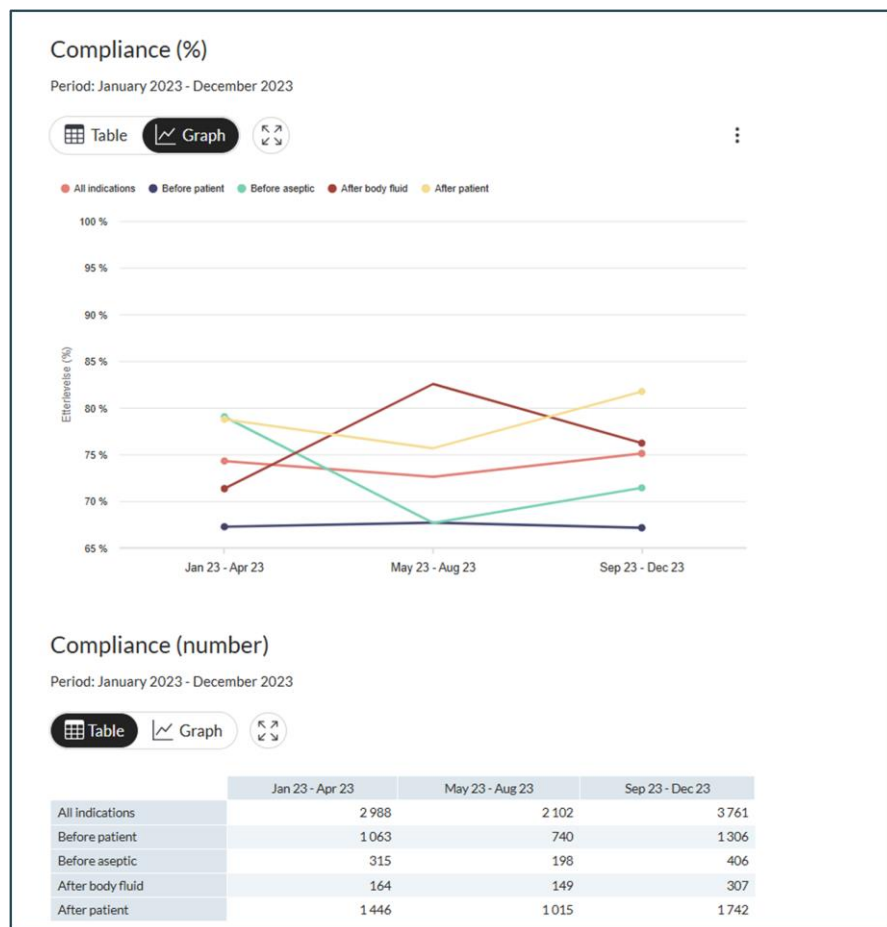 Compliance (%)
Period: January 2023 - December 2023
Table Graph
All indications Before patient Before aseptic After body fluid After patient
100 %
95 %
90 %
85 %
80 %
75 %
70 %
65 %
Etterlevelse (%)
Jan 23 - Apr 23 May 23 - Aug 23 Sep 23 - Dec 23
Compliance (number)
Period: January 2023 - December 2023
Table Graph
Jan 23 - Apr 23 May 23 - Aug 23 Sep 23 - Dec 23
All indications 2 988 2 102 3 761
Before patient 1 063 740 1 306
Before aseptic 315 198 406
After body fluid 164 149 307
After patient 1 446 1 015 1 742